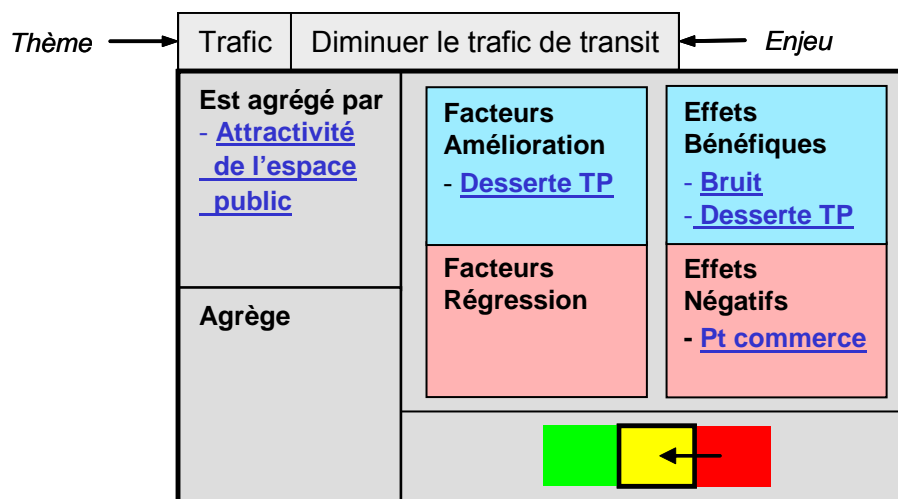 Thème
Trafic
Diminuer le trafic de transit
Enjeu
Est agrégé par
- Attractivité
de l'espace
public
Agrège
Facteurs
Amélioration
- Desserte TP
Facteurs
Régression
Effets
Bénéfiques
- Bruit
- Desserte TP
Effets
Négatifs
- Pt commerce